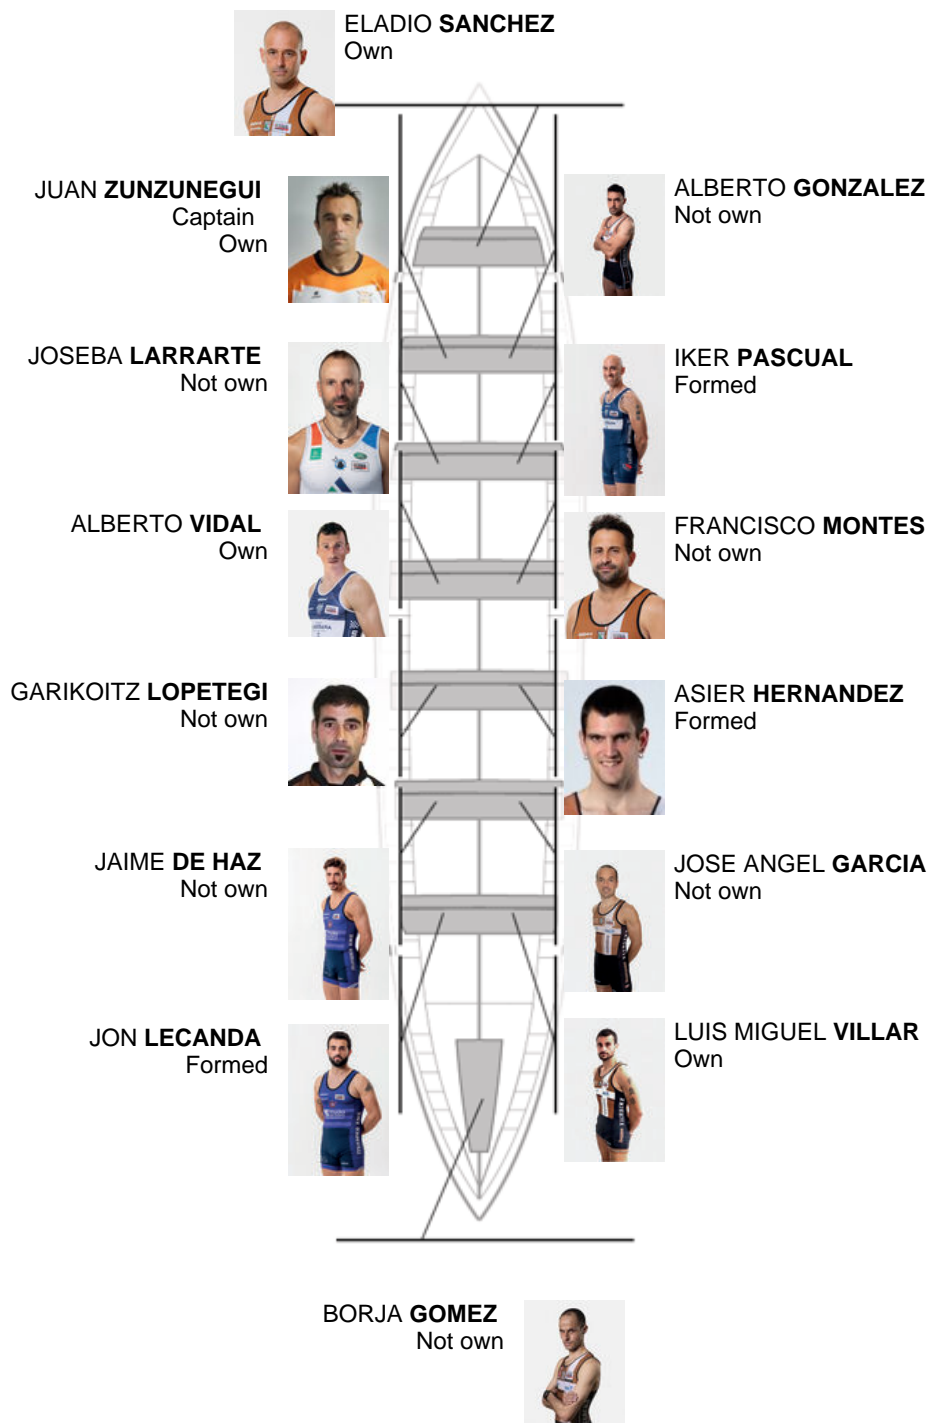 ELADIO SANCHEZ
Own
JUAN ZUNZUNEGUI
Captain
Own
ALBERTO GONZALEZ
Not own
JOSEBA LARRARTE
Not own
IKER PASCUAL
Formed
ALBERTO VIDAL
Own
FRANCISCO MONTES
Not own
GARIKOITZ LOPETEGI
Not own
ASIER HERNANDEZ
Formed
JAIME DE HAZ
Not own
JOSE ANGEL GARCIA
Not own
JON LECANDA
Formed
LUIS MIGUEL VILLAR
Own
BORJA GOMEZ
Not own